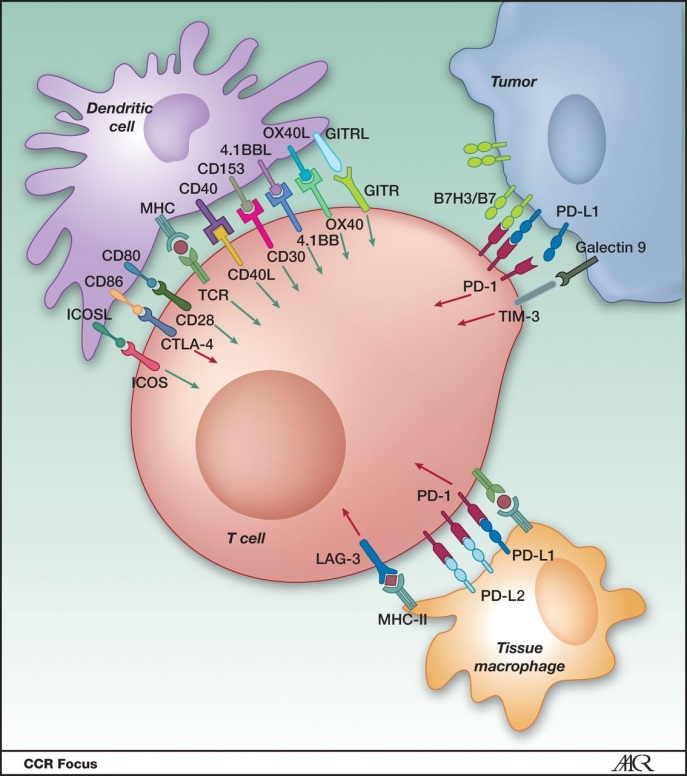 Dendritic
cell
Tumor
OX40L
GITRL
4.1BBL
CD153
CD40
GITR
MHC
B7H3/B7
PD-L1
OX40
4.1BB
CD30
CD80
CD40L
Galectin 9
CD86
TCR
PD-1
ICOSL
CD28
TIM-3
CTLA-4
ICOS
PD-1
T cell
LAG-3
PD-L1
PD-L2
MHC-II
Tissue
macrophage
CCR Focus
AACR